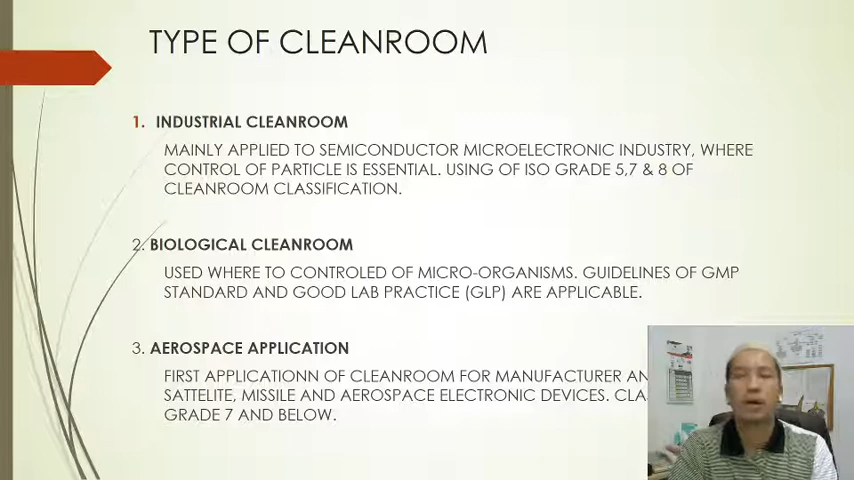 TYPE OF CLEANROOM
1. INDUSTRIAL CLEANROOM
MAINLY APPLIED TO SEMICONDUCTOR MICROELECTRONIC INDUSTRY, WHERE
CONTROL OF PARTICLE IS ESSENTIAL. USING OF ISO GRADE 5,7 & 8 OF
CLEANROOM CLASSIFICATION.
2. BIOLOGICAL CLEANROOM
USED WHERE TO CONTROLED OF MICRO-ORGANISMS. GUIDELINES OF GMP
STANDARD AND GOOD LAB PRACTICE (GLP) ARE APPLICABLE.
3. AEROSPACE APPLICATION
FIRST APPLICATIONN OF CLEANROOM FOR MANUFACTURER
SATTELITE, MISSILE AND AEROSPACE ELECTRONIC DEVICES.
GRADE 7 AND BELOW.